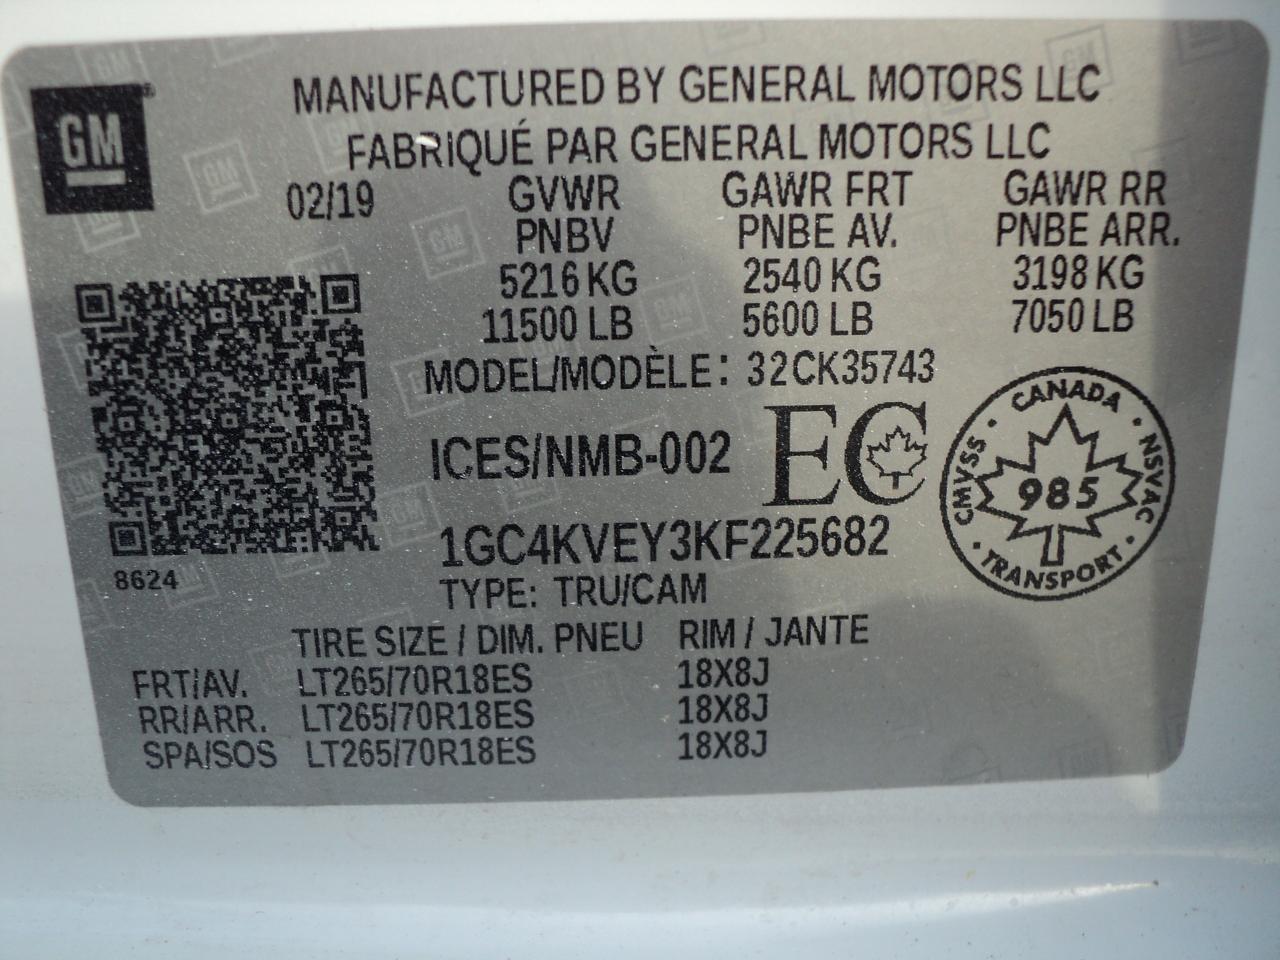 GM
MANUFACTURED BY GENERAL MOTORS LLC
FABRIQUÉ PAR GENERAL MOTORS LLC
02/19 GVWR GAWR FRT GAWR RR
PNBV PNBE AV. PNBE ARR.
5216 KG 2540 KG 3198 KG
11500 LB 5600 LB 7050 LB
MODEL/MODÈLE: 32CK35743
ICES/NMB-002 EC
CANADA
CMVSS 985 NSVAC
TRANSPORT
1GC4KVEY3KF225682
8624
TYPE: TRU/CAM
TIRE SIZE / DIM. PNEU RIM / JANTE
FRT/AV. LT265/70R18ES 18X8J
RR/ARR. LT265/70R18ES 18X8J
SPA/SOS LT265/70R18ES 18X8J